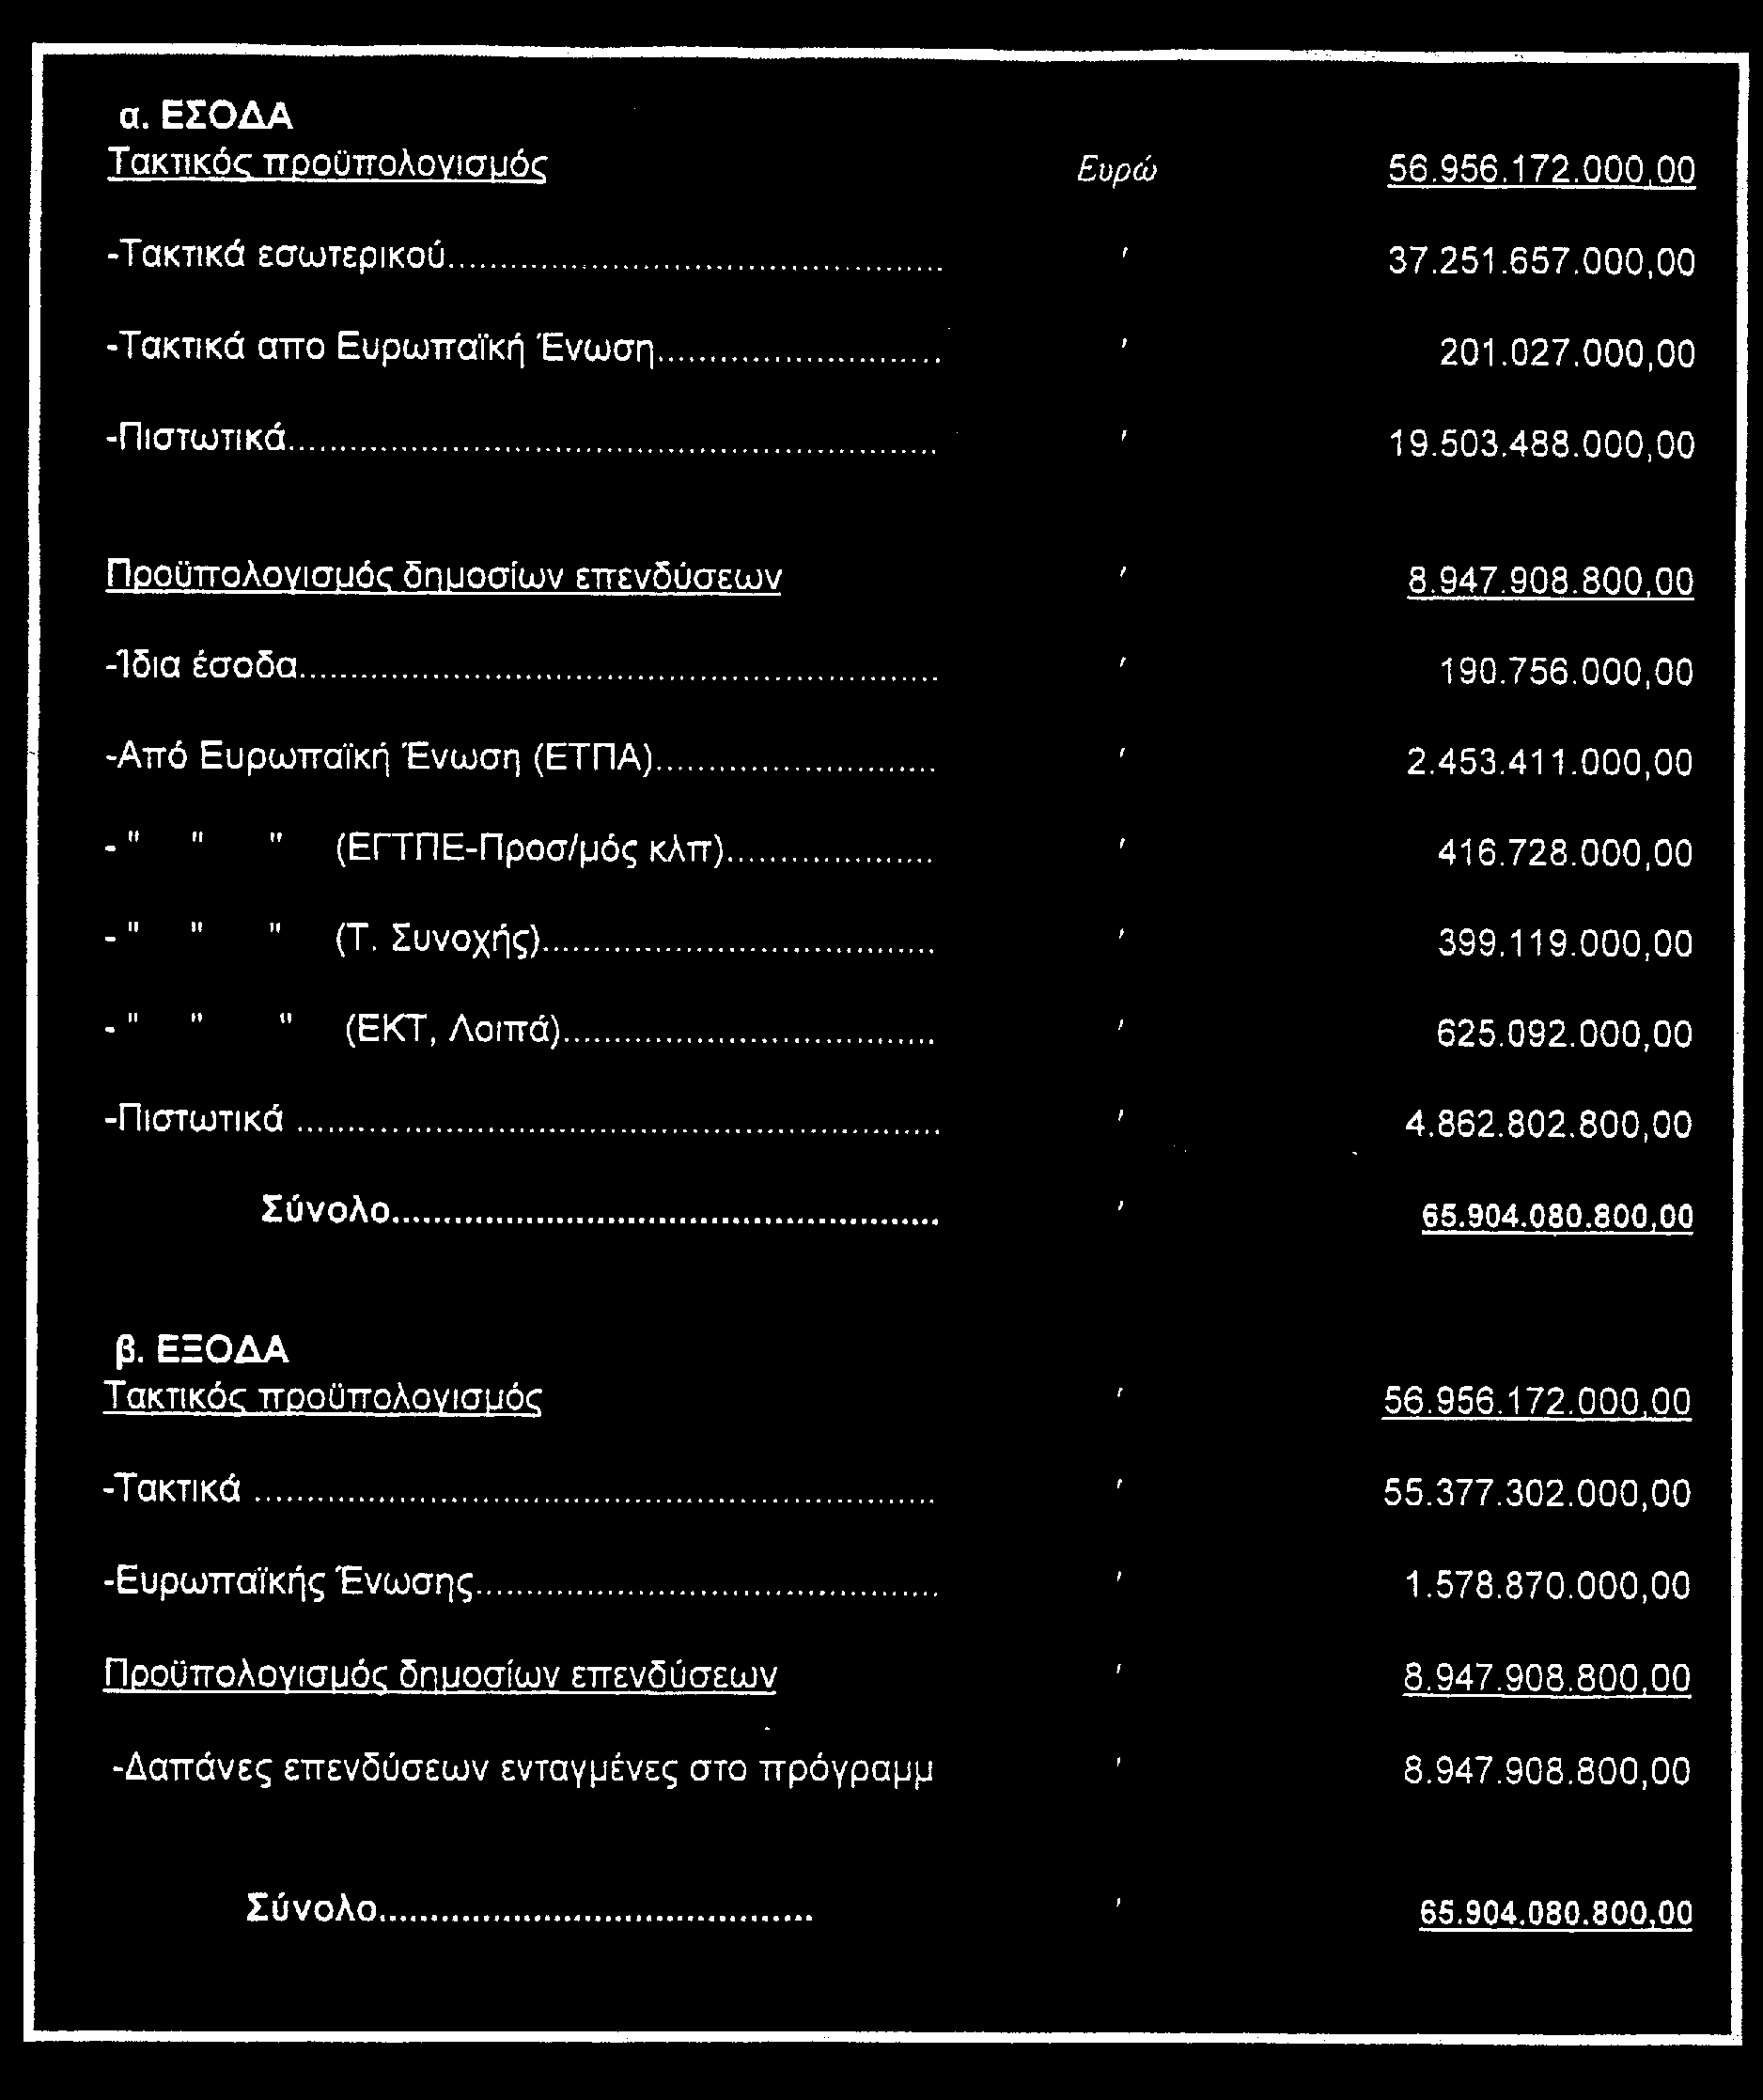 α. ΕΣΟΔΑ
Τακτικός προϋπολογισμός Ευρώ 56.956.172.000,00
-Τακτικά εσωτερικού.......... ' 37.251.657.000,00
-Τακτικά απο Ευρωπαϊκή Ένωση.......... ' 201.027.000,00
-Πιστωτικά.......... ' 19.503.488.000,00
Προϋπολογισμός δημοσίων επενδύσεων ' 8.947.908.800,00
-Ίδια έσοδα.......... ' 190.756.000,00
-Από Ευρωπαϊκή Ένωση (ΕΤΠΑ).......... ' 2.453.411.000,00
-" " " (ΕΓΤΠΕ-Προσ/μός κλπ).......... ' 416.728.000,00
-" " " (Τ. Συνοχής).......... ' 399.119.000,00
-" " " (ΕΚΤ, Λοιπά).......... ' 625.092.000,00
-Πιστωτικά .......... ' 4.862.802.800,00
Σύνολο.......... ' 65.904.080.800,00
β. ΕΞΟΔΑ
Τακτικός προϋπολογισμός ' 56.956.172.000,00
-Τακτικά .......... ' 55.377.302.000,00
-Ευρωπαϊκής Ένωσης.......... ' 1.578.870.000,00
Προϋπολογισμός δημοσίων επενδύσεων ' 8.947.908.800,00
-Δαπάνες επενδύσεων ενταγμένες στο πρόγραμμ ' 8.947.908.800,00
Σύνολο.......... ' 65.904.080.800,00